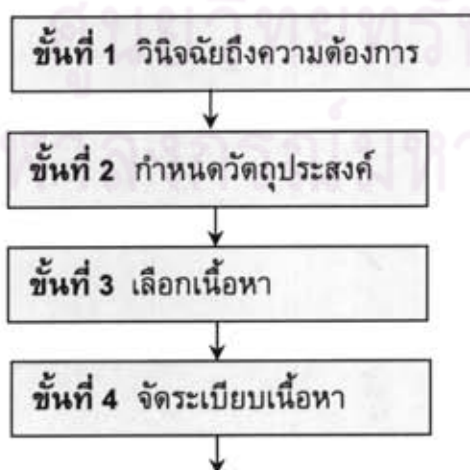 ขั้นที่ 1 วินิจฉัยถึงความต้องการ
ขั้นที่ 2 กำหนดวัตถุประสงค์
ขั้นที่ 3 เลือกเนื้อหา
ขั้นที่ 4 จัดระเบียบเนื้อหา